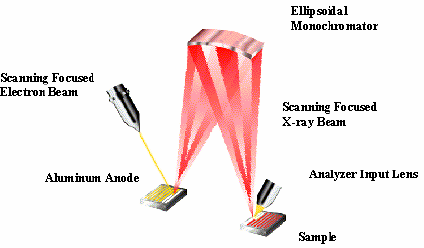 Ellipsoidal
Monochromator
Scanning Focused
Electron Beam
Scanning Focused
X-ray Beam
Aluminum Anode
Analyzer Input Lens
Sample